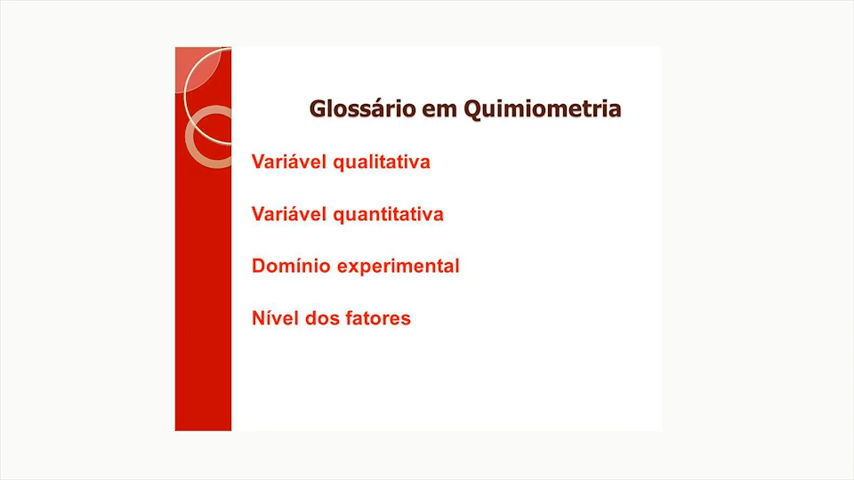 Glossário em Quimiometria
Variável qualitativa
Variável quantitativa
Domínio experimental
Nível dos fatores